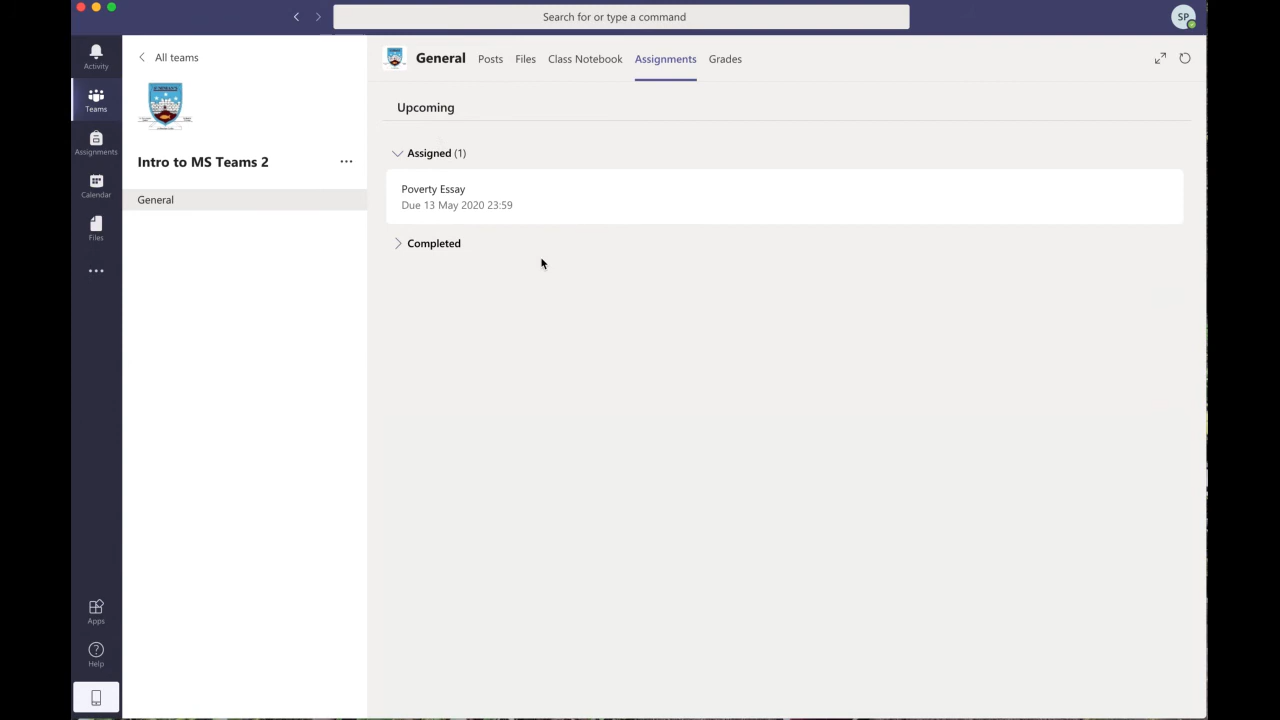 Search for or type a command
SP
Activity
Teams
Assignments
Calendar
Files
Apps
Help
All teams
Intro to MS Teams 2
General
General
Posts
Files
Class Notebook
Assignments
Grades
Upcoming
Assigned (1)
Poverty Essay
Due 13 May 2020 23:59
Completed